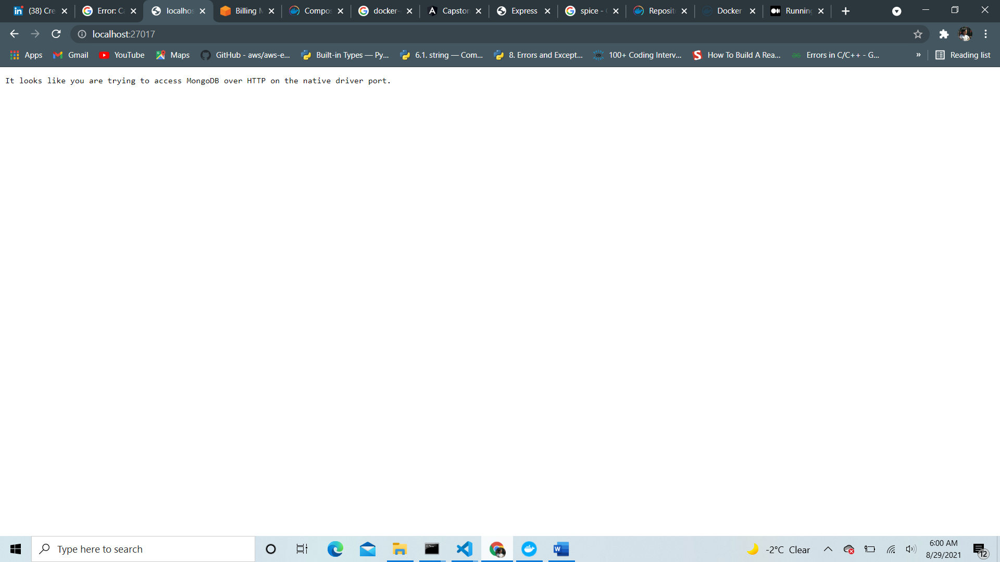 (38) Cre
Error: Ca
localhos
Billing M
Compos
docker-
Capston
Express
spice -
Reposit
Docker
Running
localhost:27017
Apps
Gmail
YouTube
Maps
GitHub - aws/aws-e...
Built-in Types — Py...
6.1. string — Com...
8. Errors and Except...
100+ Coding Interv...
How To Build A Rea...
Errors in C/C++ - G...
»
Reading list
It looks like you are trying to access MongoDB over HTTP on the native driver port.
Type here to search
-2°C Clear
6:00 AM
8/29/2021
12